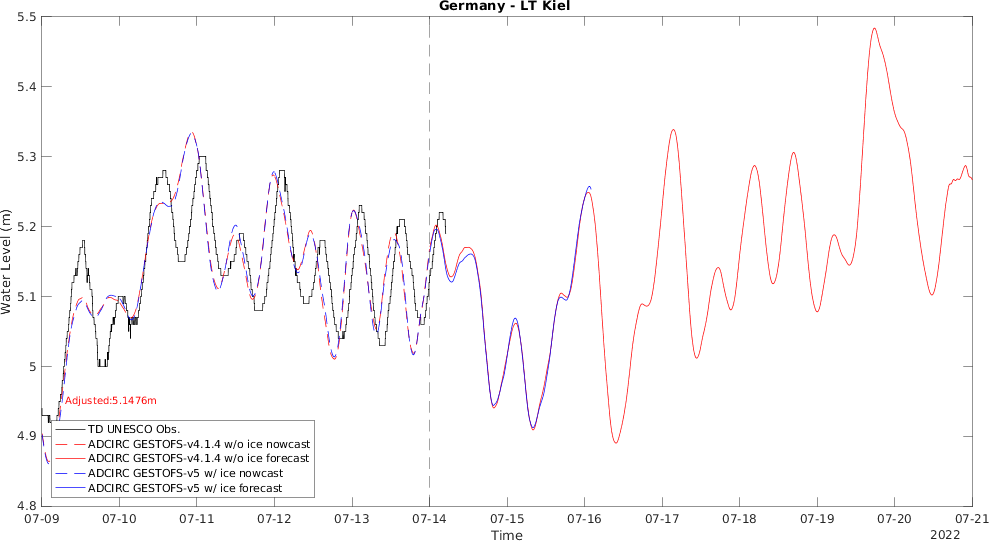 Germany - LT Kiel
5.5
5.4
5.3
5.2
5.1
5
4.9
4.8
Water Level (m)
Adjusted:5.1476m
TD UNESCO Obs.
ADCIRC GESTOFS-v4.1.4 w/o ice nowcast
ADCIRC GESTOFS-v4.1.4 w/o ice forecast
ADCIRC GESTOFS-v5 w/ ice nowcast
ADCIRC GESTOFS-v5 w/ ice forecast
07-09 07-10 07-11 07-12 07-13 07-14 07-15 07-16 07-17 07-18 07-19 07-20 07-21
Time
2022